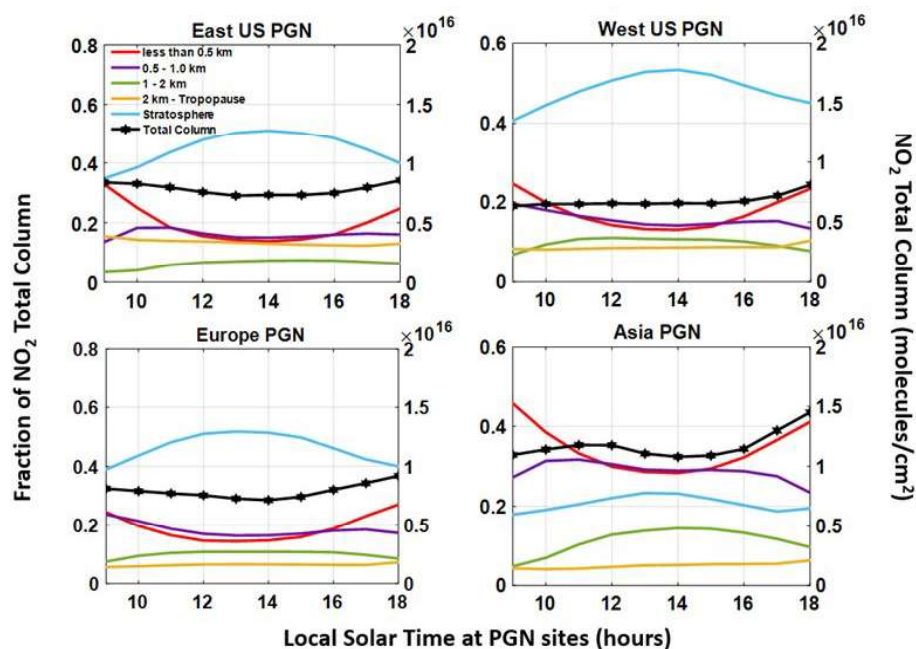 East US PGN
×10^16
less than 0.5 km
0.5 - 1.0 km
1 - 2 km
2 km - Tropopause
Stratosphere
Total Column
0.8
0.6
0.4
0.2
0
2
1.5
1
0.5
0
10 12 14 16 18
West US PGN
×10^16
0.6
0.4
0.2
0
2
1.5
1
0.5
0
10 12 14 16 18
Europe PGN
×10^16
0.8
0.6
0.4
0.2
0
2
1.5
1
0.5
0
10 12 14 16 18
Asia PGN
×10^16
0.6
0.4
0.2
0
2
1.5
1
0.5
0
10 12 14 16 18
Fraction of NO₂ Total Column
NO₂ Total Column (molecules/cm²)
Local Solar Time at PGN sites (hours)